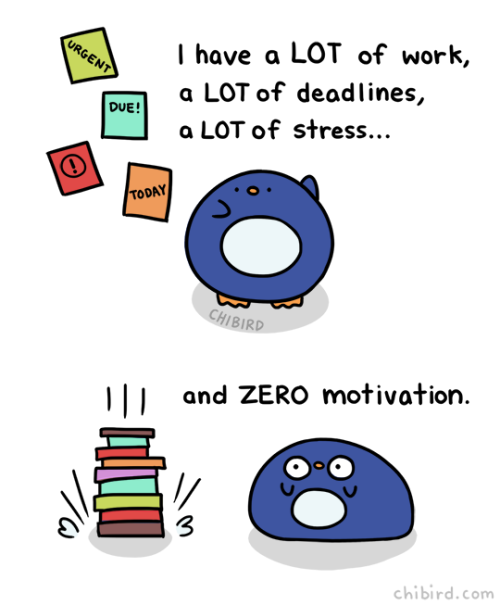 URGENT
I have a LOT of work,
DUE!
a LOT of deadlines,
!
a LOT of stress...
TODAY
CHIBIRD
and ZERO motivation.
chibird.com